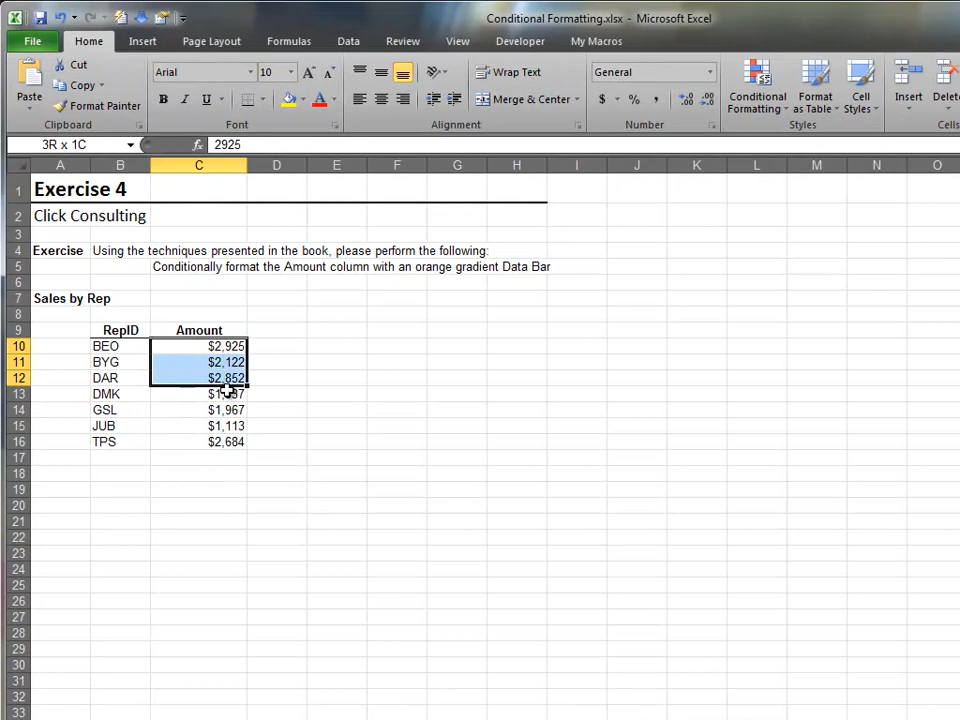 Conditional Formatting.xlsx - Microsoft Excel
File Home Insert Page Layout Formulas Data Review View Developer My Macros
Paste Cut Copy Format Painter Clipboard
Arial 10 A A B I U A Font
Wrap Text Merge & Center Alignment
General $ % , .00 .0 Number
Conditional Formatting Format as Table Cell Styles Styles
Insert Delete Cells
3R x 1C fx 2925
A B C D E F G H I J K L M N O
1 Exercise 4
2 Click Consulting
3
4 Exercise Using the techniques presented in the book, please perform the following:
5 Conditionally format the Amount column with an orange gradient Data Bar
6
7 Sales by Rep
8
9 RepID Amount
10 BEO $2,925
11 BYG $2,122
12 DAR $2,852
13 DMK
14 GSL $1,967
15 JUB $1,113
16 TPS $2,684
17
18
19
20
21
22
23
24
25
26
27
28
29
30
31
32
33